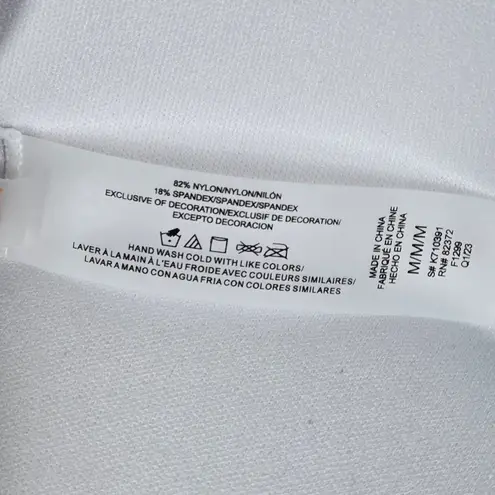 82% NYLON/NYLON/NILÓN
18% SPANDEX/SPANDEX/SPANDEX
EXCLUSIVE OF DECORATION/EXCLUSIF DE DECORATION/
EXCEPTO DECORACION
HAND WASH COLD WITH LIKE COLORS/
LAVER À LA MAIN À L'EAU FROIDE AVEC COULEURS SIMILAIRES/
LAVAR A MANO CON AGUA FRIA CON COLORES SIMILARES
MADE IN CHINA
FABRIQUÉ EN CHINE
HECHO EN CHINA
M/M/M
S# K710391
RN# 82372
F1299
Q1/23